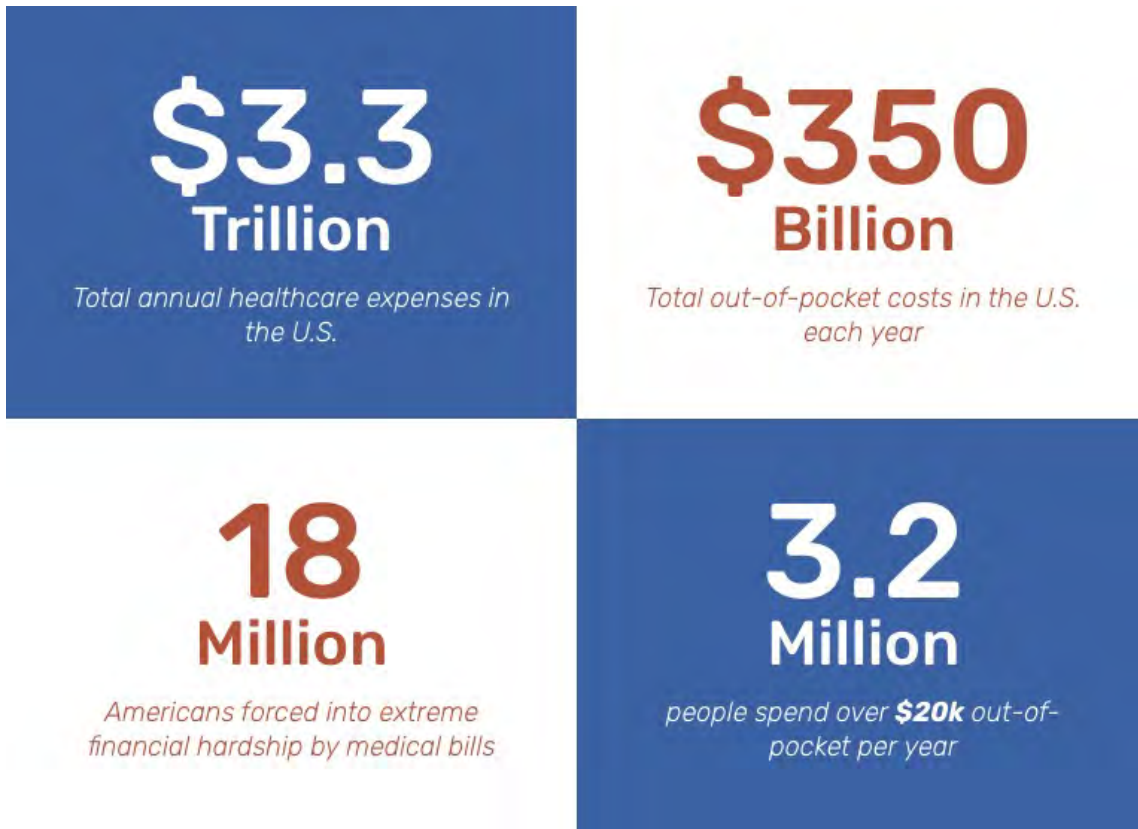 $3.3
Trillion
Total annual healthcare expenses in
the U.S.
$350
Billion
Total out-of-pocket costs in the U.S.
each year
18
Million
Americans forced into extreme
financial hardship by medical bills
3.2
Million
people spend over $20k out-of-
pocket per year